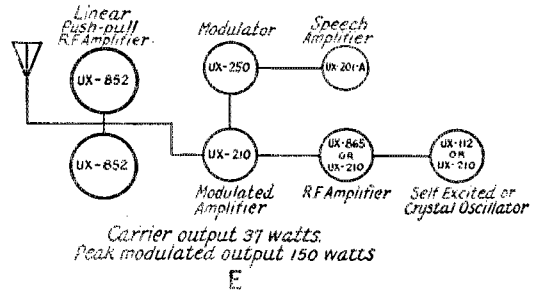 Linear
Push-pull
RF Amplifier
Modulator
Speech
Amplifier
UX-852
UX-250
UX-201-A
UX-852
UX-210
UX-865
OR
UX-210
UX-112
OR
UX-210
Modulated
Amplifier
RF Amplifier
Self Excited or
Crystal Oscillator
Carrier output 37 watts.
Peak modulated output 150 watts
E